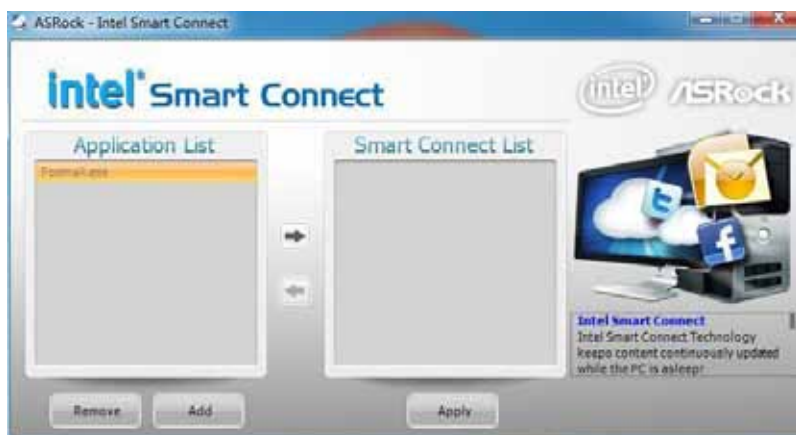 ASRock - Intel Smart Connect
intel Smart Connect
intel ASRock
Application List
Foxmail.exe
Smart Connect List
Intel Smart Connect
Intel Smart Connect Technology
keeps content continuously updated
while the PC is asleep!
Remove
Add
Apply